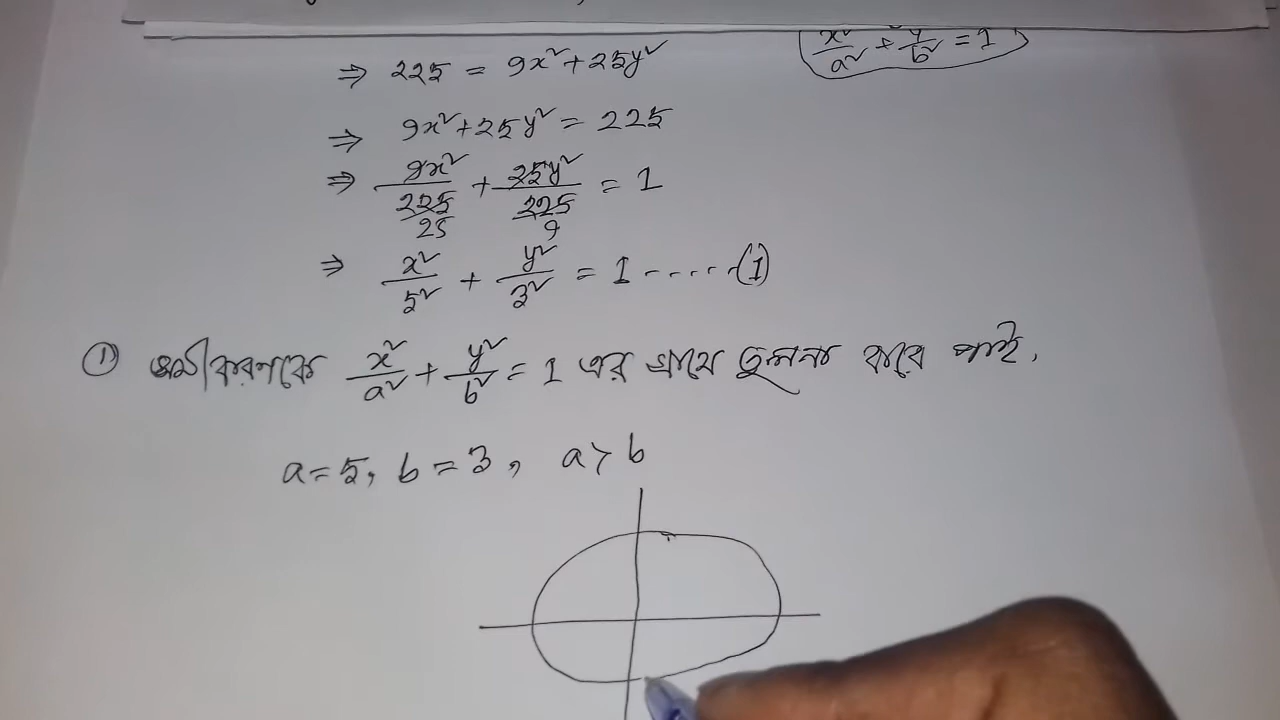 x²/a² + y/b² = 1
⇒ 225 = 9x² + 25y²
⇒ 9x² + 25y² = 225
⇒ 9x²/225 + 25y²/225 = 1
25 9
⇒ x²/5² + y²/3² = 1 ......(1)
① সমীকরণকে x²/a² + y²/b² = 1 এর সাথে তুলনা করে পাই,
a = 5, b = 3, a > b